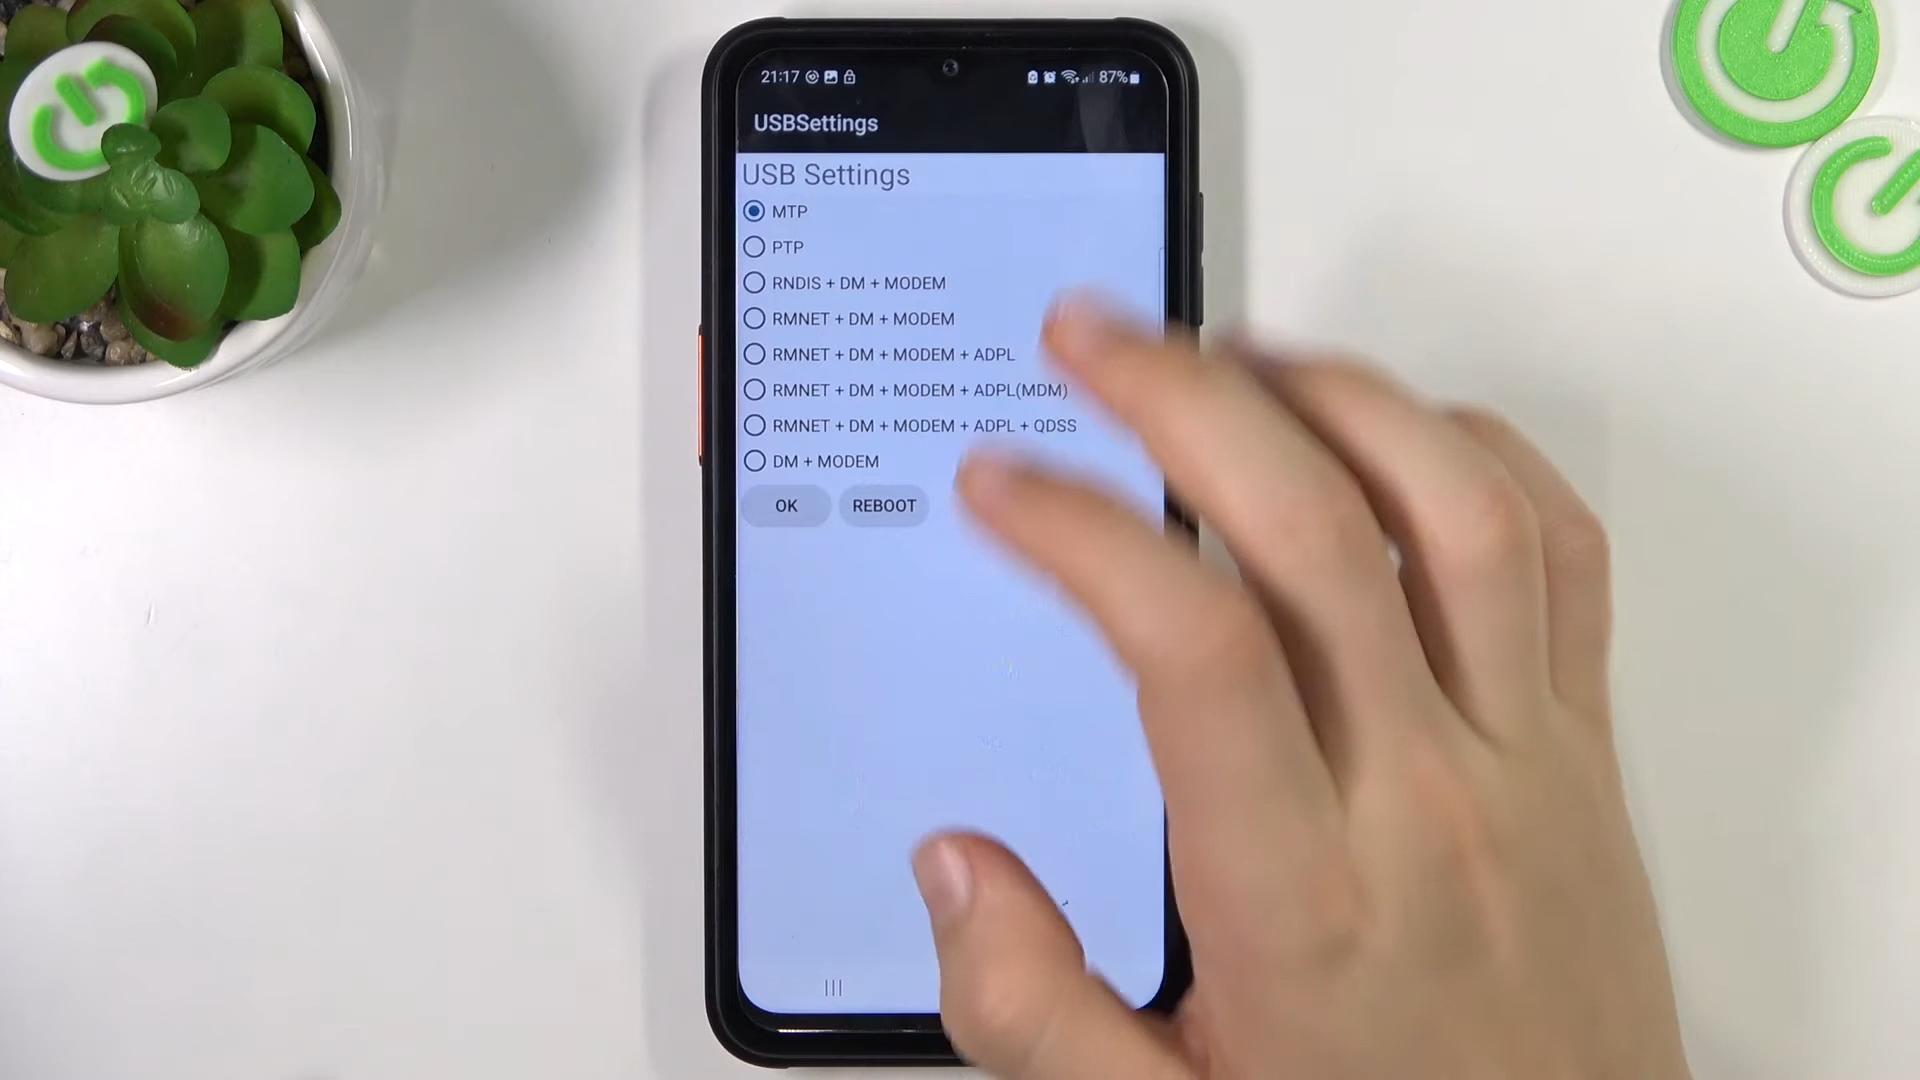 21:17 87%
USBSettings
USB Settings
MTP
PTP
RNDIS + DM + MODEM
RMNET + DM + MODEM
RMNET + DM + MODEM + ADPL
RMNET + DM + MODEM + ADPL(MDM)
RMNET + DM + MODEM + ADPL + QDSS
DM + MODEM
OK REBOOT